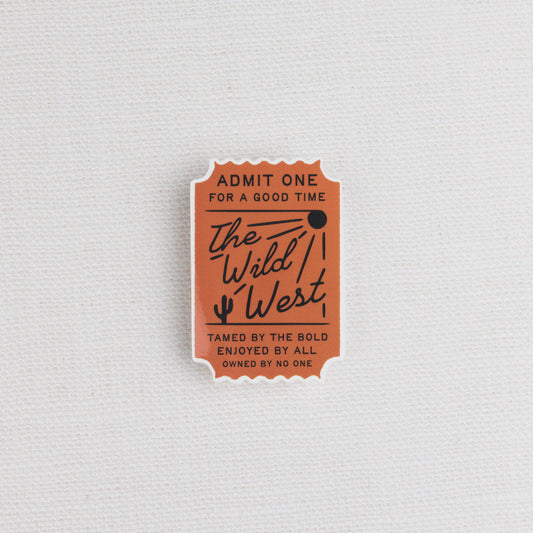 ADMIT ONE
FOR A GOOD TIME
The
Wild
West
TAMED BY THE BOLD
ENJOYED BY ALL
OWNED BY NO ONE